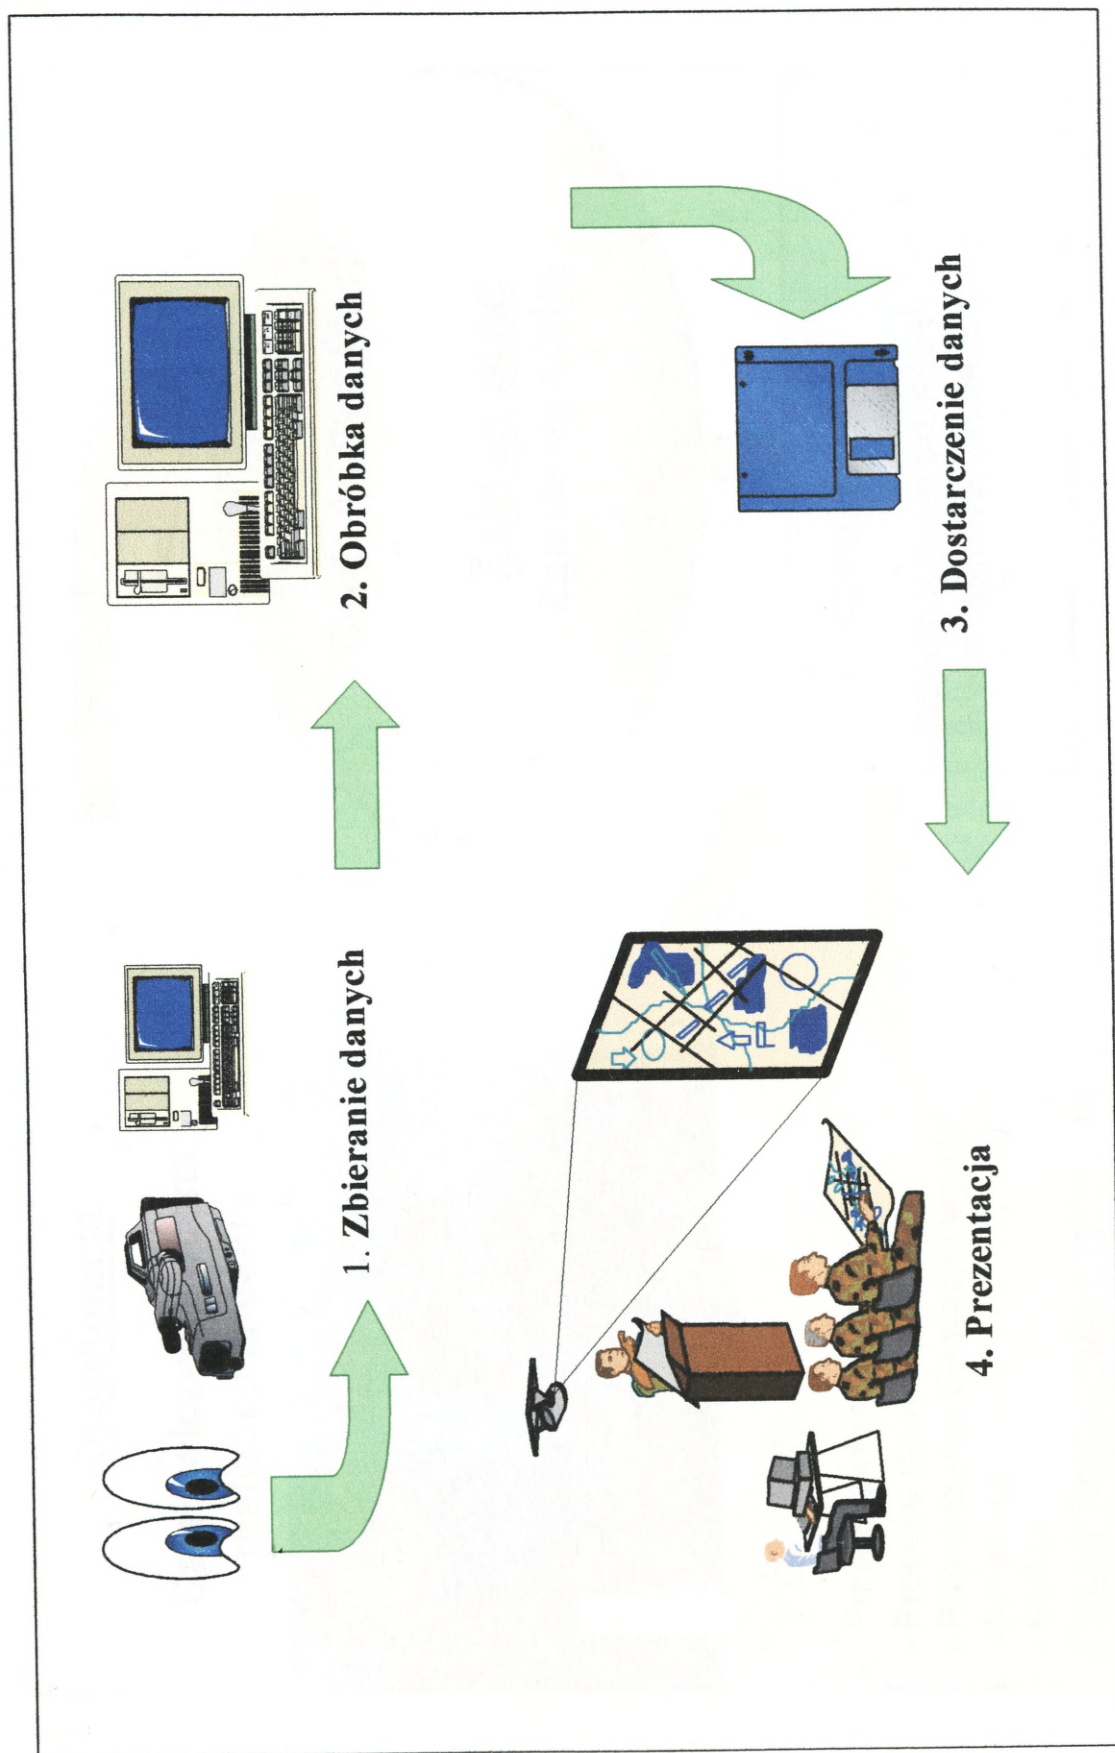 1. Zbieranie danych
2. Obróbka danych
3. Dostarczenie danych
4. Prezentacja